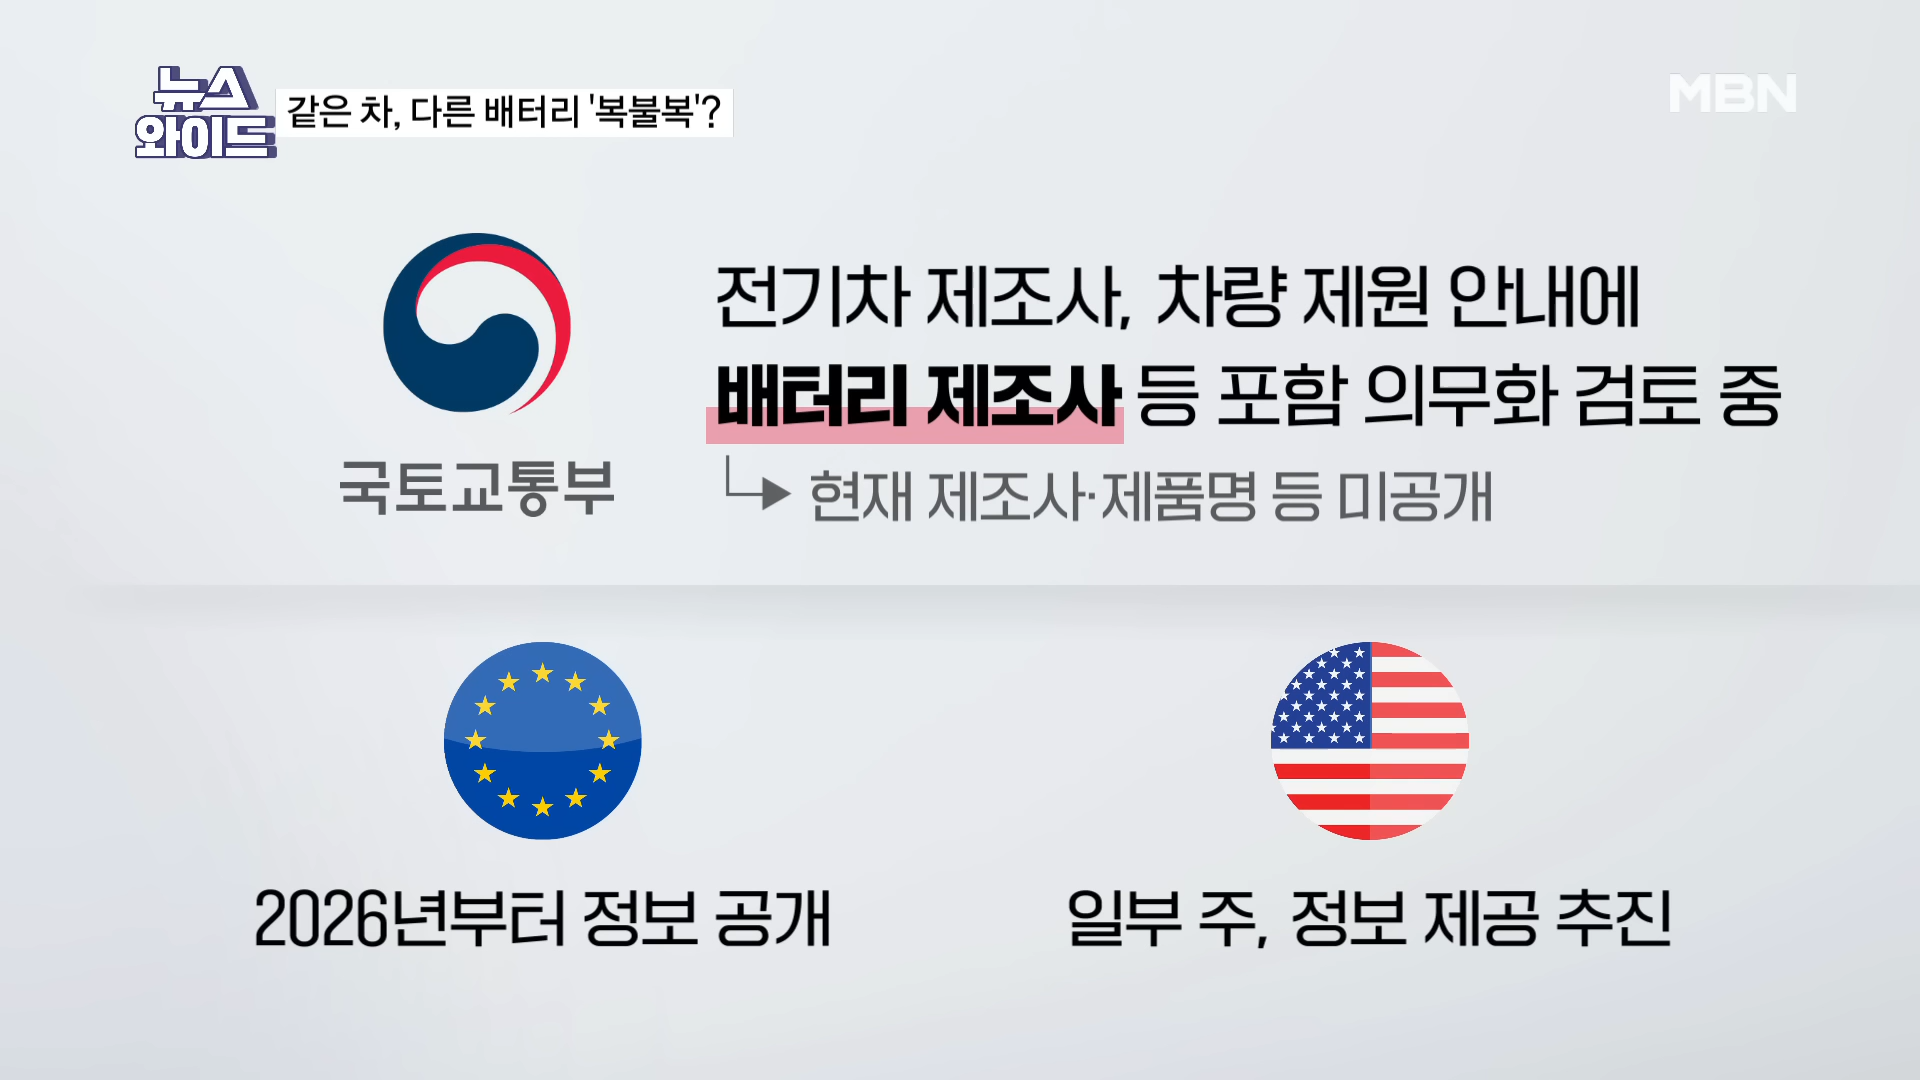 뉴스
와이드
같은 차, 다른 배터리 '복불복'?
MBN
전기차 제조사, 차량 제원 안내에
배터리 제조사 등 포함 의무화 검토 중
현재 제조사·제품명 등 미공개
국토교통부
2026년부터 정보 공개
일부 주, 정보 제공 추진